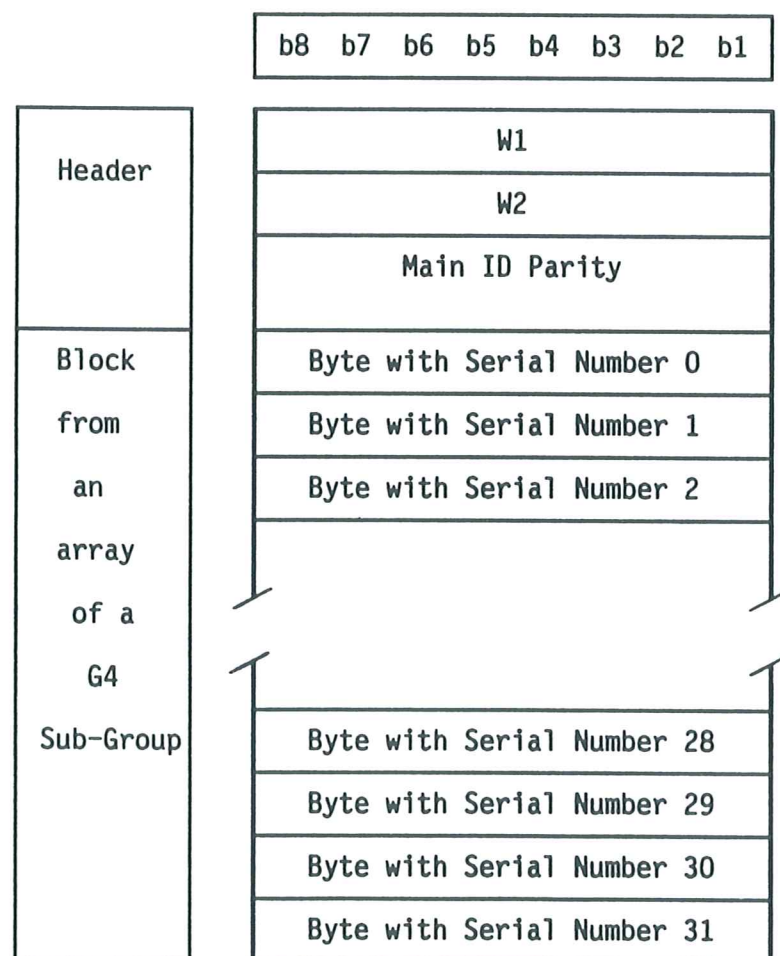 b8 b7 b6 b5 b4 b3 b2 b1
Header
W1
W2
Main ID Parity
Block
from
an
array
of a
G4
Sub-Group
Byte with Serial Number 0
Byte with Serial Number 1
Byte with Serial Number 2
Byte with Serial Number 28
Byte with Serial Number 29
Byte with Serial Number 30
Byte with Serial Number 31